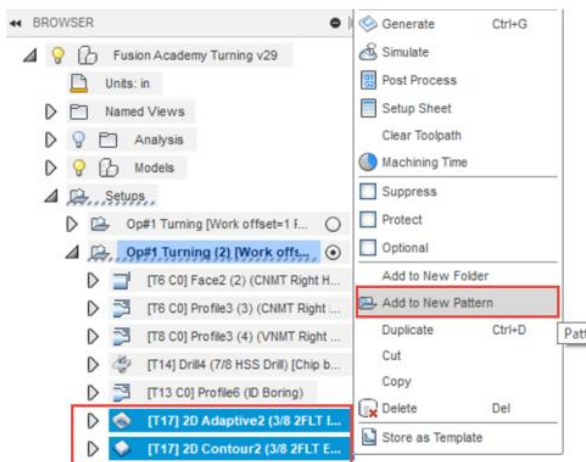 BROWSER
Fusion Academy Turning v29
Units: in
Named Views
Analysis
Models
Setups
Op#1 Turning [Work offset=1 F...
Op#1 Turning (2) [Work offs...
[T6 C0] Face2 (2) (CNMT Right H...
[T6 C0] Profile3 (3) (CNMT Right ...
[T8 C0] Profile3 (4) (VNMT Right ...
[T14] Drill4 (7/8 HSS Drill) [Chip b...
[T13 C0] Profile6 (ID Boring)
[T17] 2D Adaptive2 (3/8 2FLT E...
[T17] 2D Contour2 (3/8 2FLT E...
Generate Ctrl+G
Simulate
Post Process
Setup Sheet
Clear Toolpath
Machining Time
Suppress
Protect
Optional
Add to New Folder
Add to New Pattern
Duplicate Ctrl+D
Cut
Copy
Delete Del
Store as Template
Patt